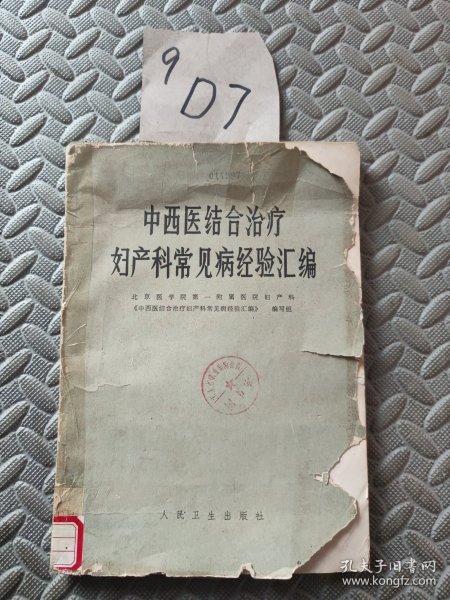 9
D7
中西医结合治疗
妇产科常见病经验汇编
北京医学院第一附属医院妇产科
《中西医结合治疗妇产科常见病经验汇编》 编写组
人民卫生出版社
孔夫子旧书网
www.kongfz.com